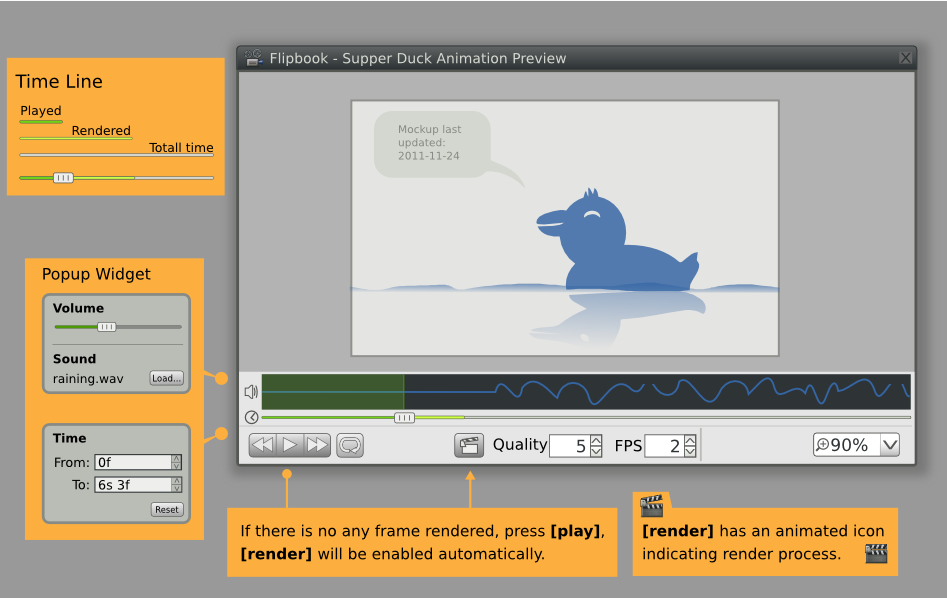 Flipbook - Supper Duck Animation Preview
Time Line
Played
Rendered
Totall time
Mockup last
updated:
2011-11-24
Popup Widget
Volume
Sound
raining.wav Load...
Time
From: 0f
To: 6s 3f
Reset
Quality 5 FPS 2 90%
If there is no any frame rendered, press [play],
[render] will be enabled automatically.
[render] has an animated icon
indicating render process.